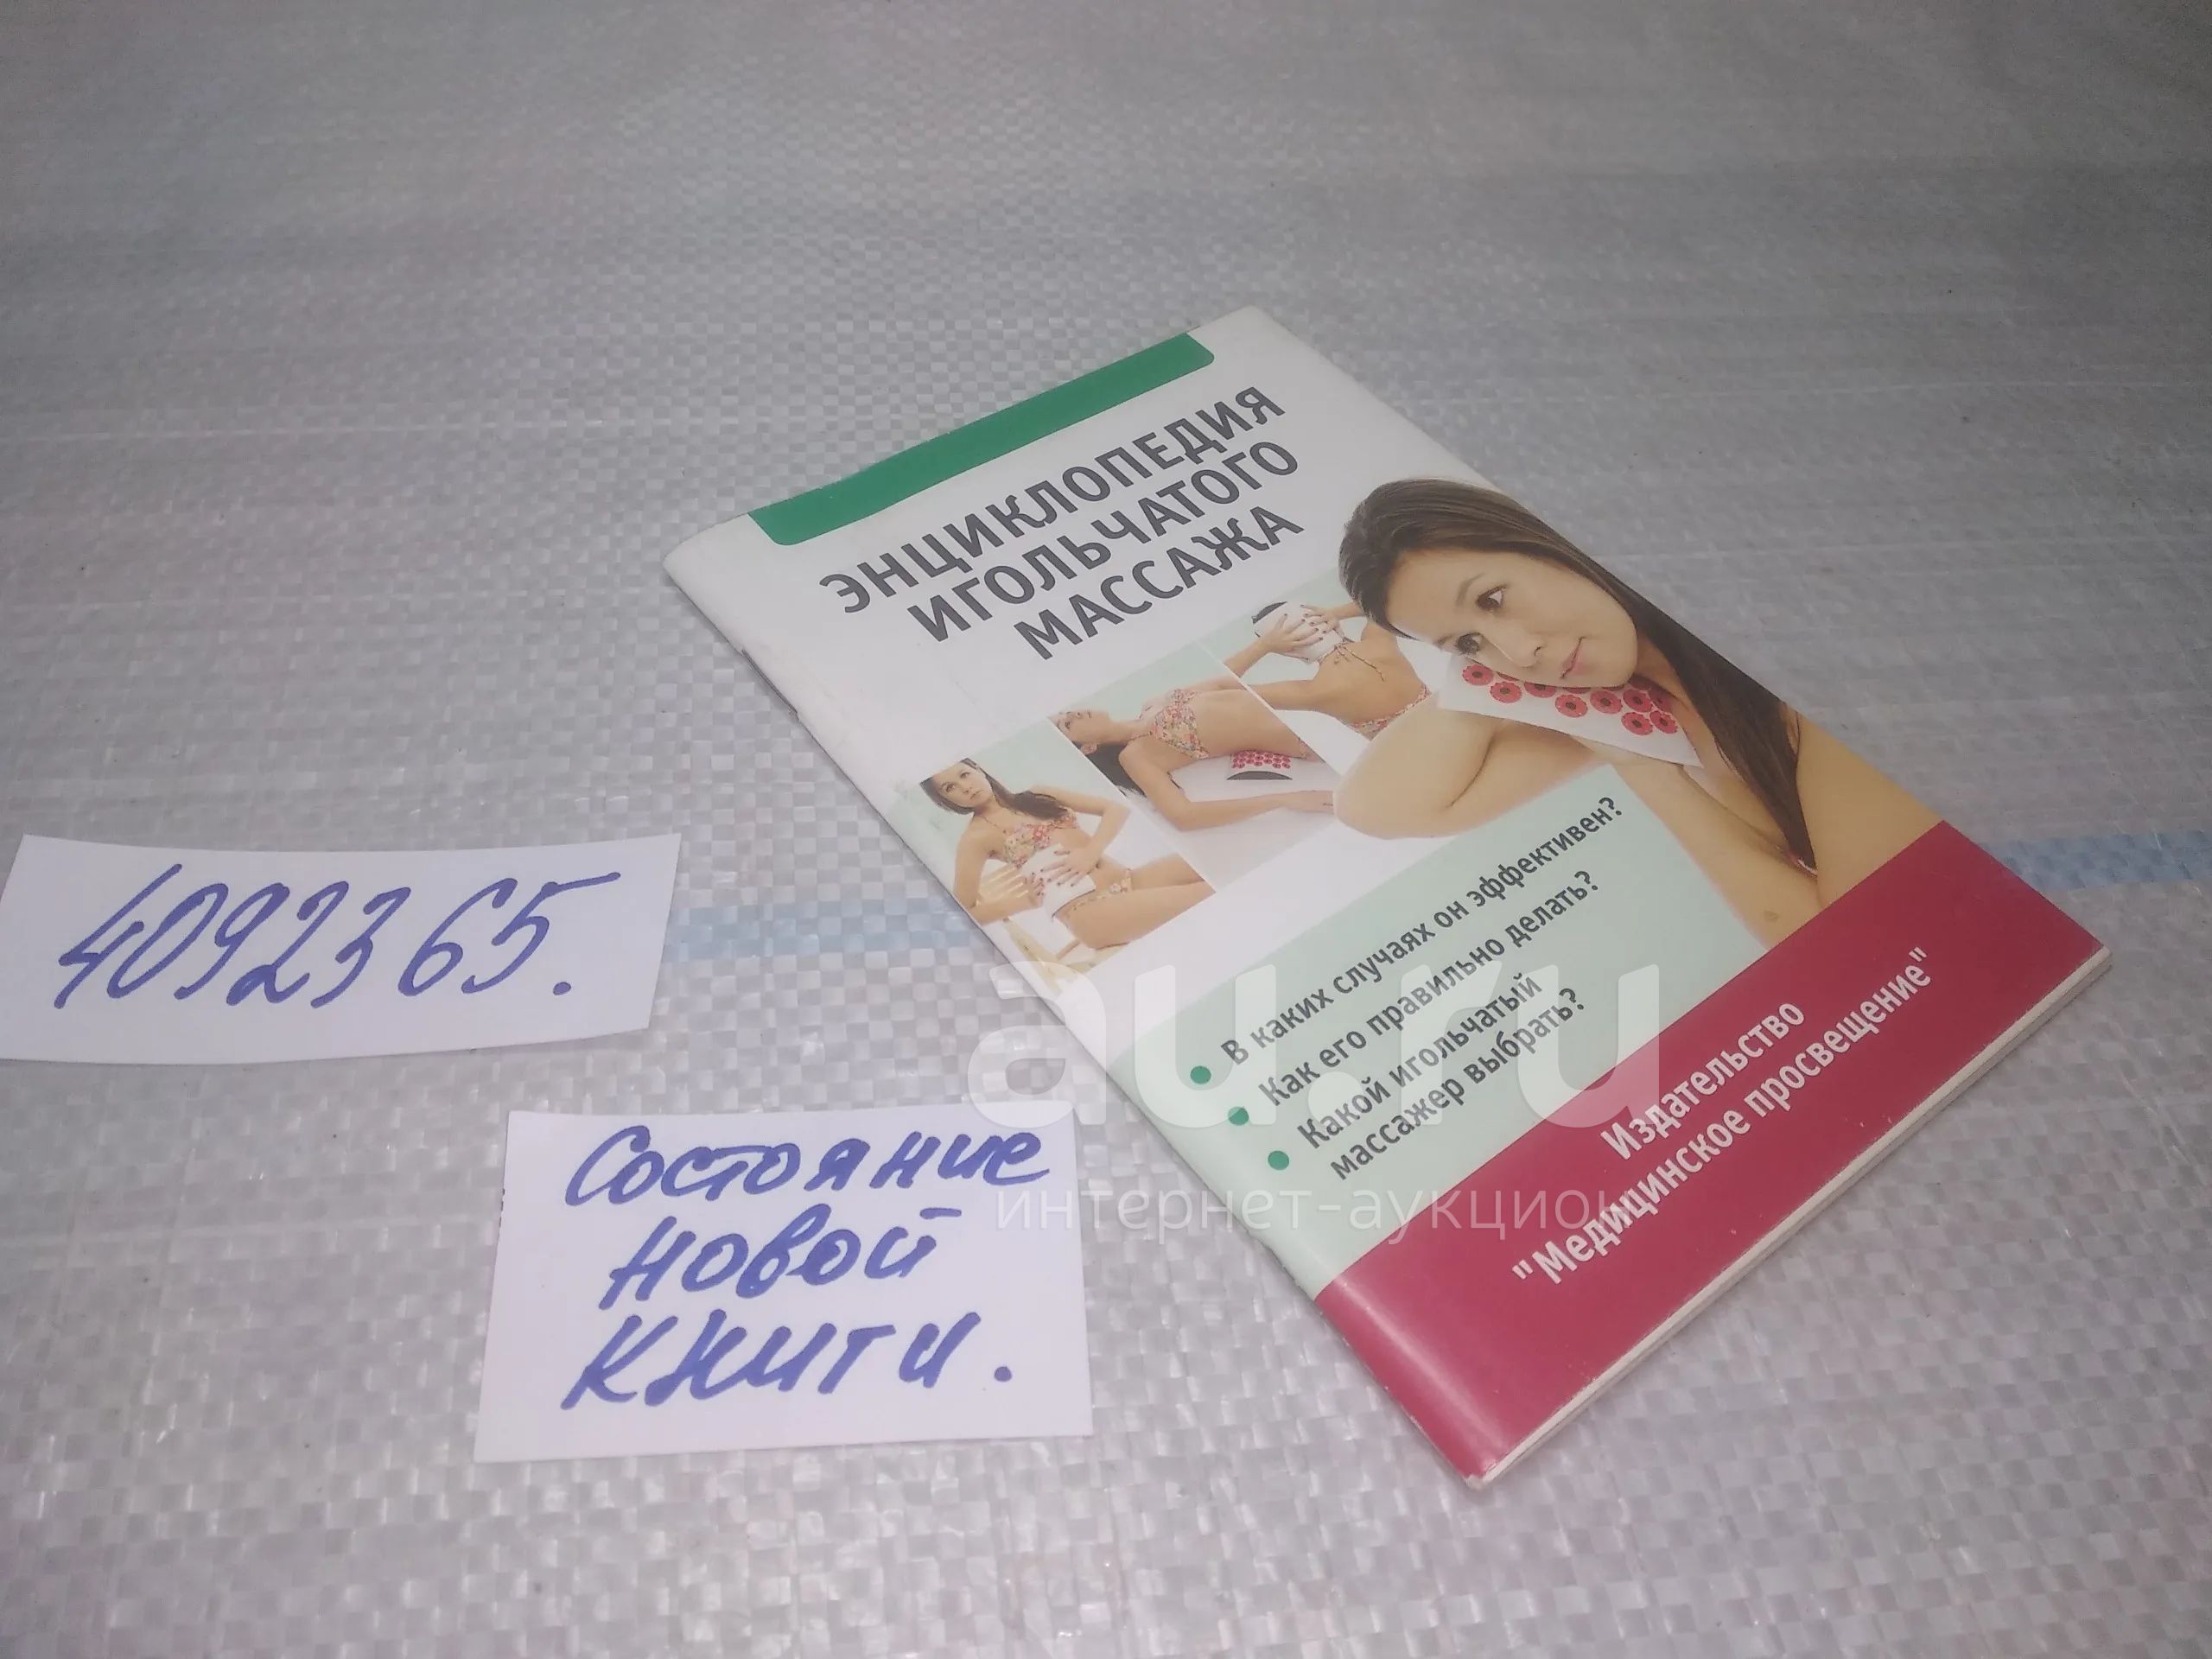 ЭНЦИКЛОПЕДИЯ
ИГОЛЬЧАТОГО
МАССАЖА
• В каких случаях он эффективен?
• Как его правильно делать?
• Какой игольчатый
массажер выбрать?
Издательство
"Медицинское просвещение"
4092365.
Состояние
новой
книги.
au.ru
интернет-аукцион